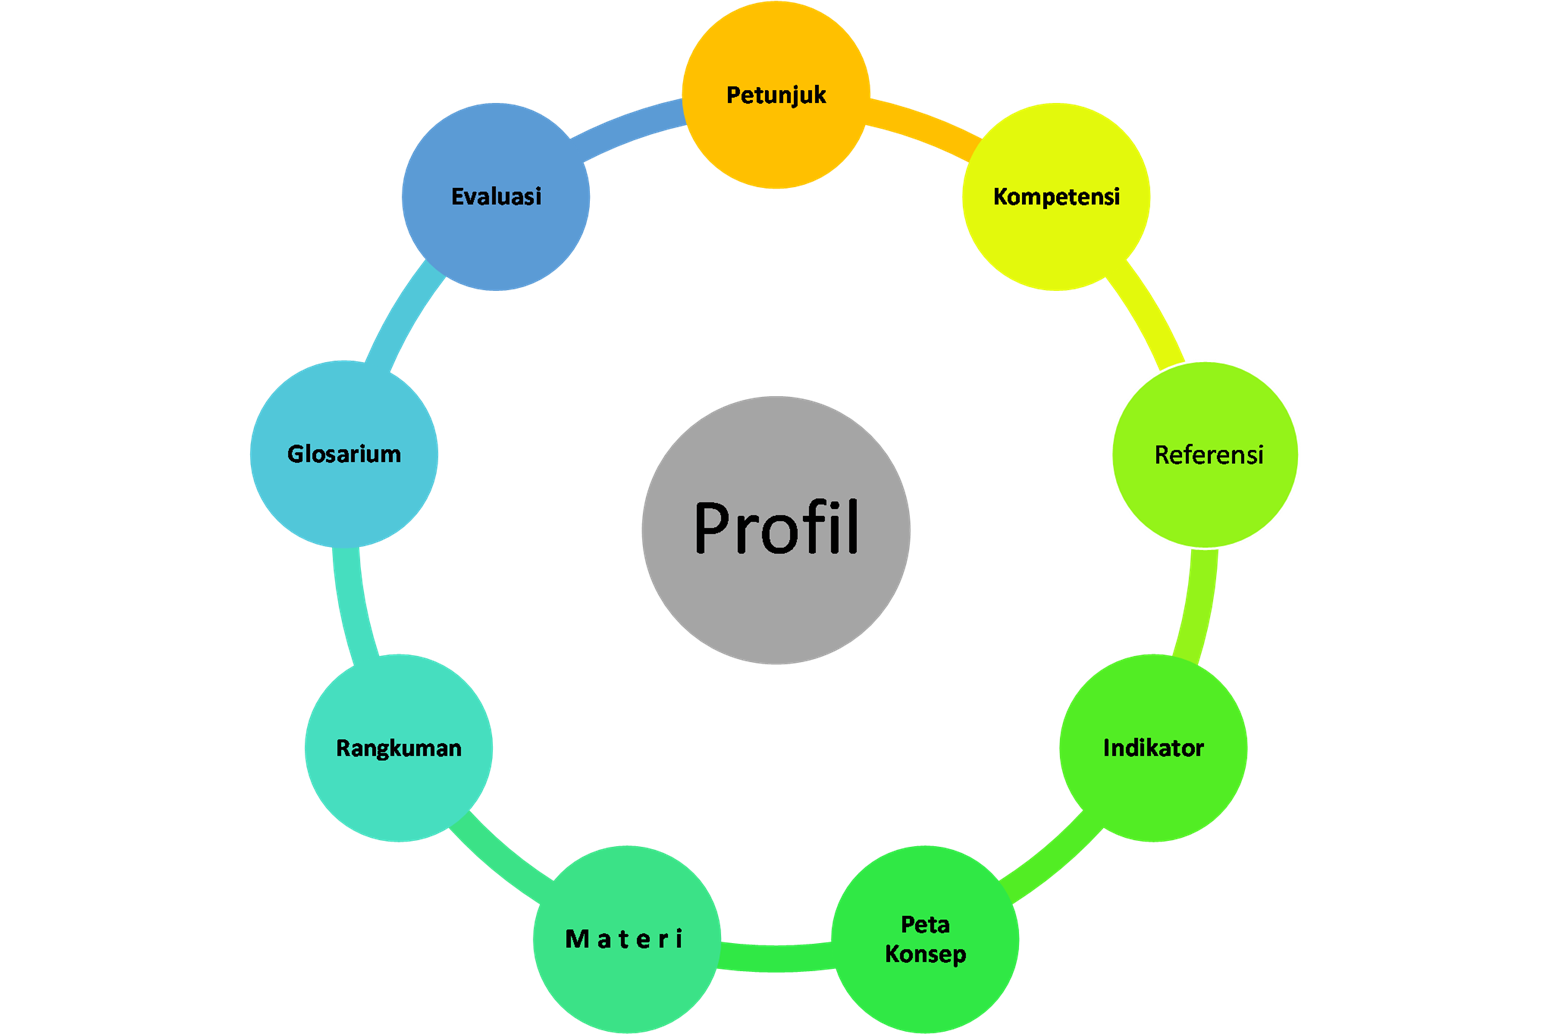 Petunjuk
Kompetensi
Referensi
Indikator
Peta
Konsep
M a t e r i
Rangkuman
Glosarium
Evaluasi
Profil